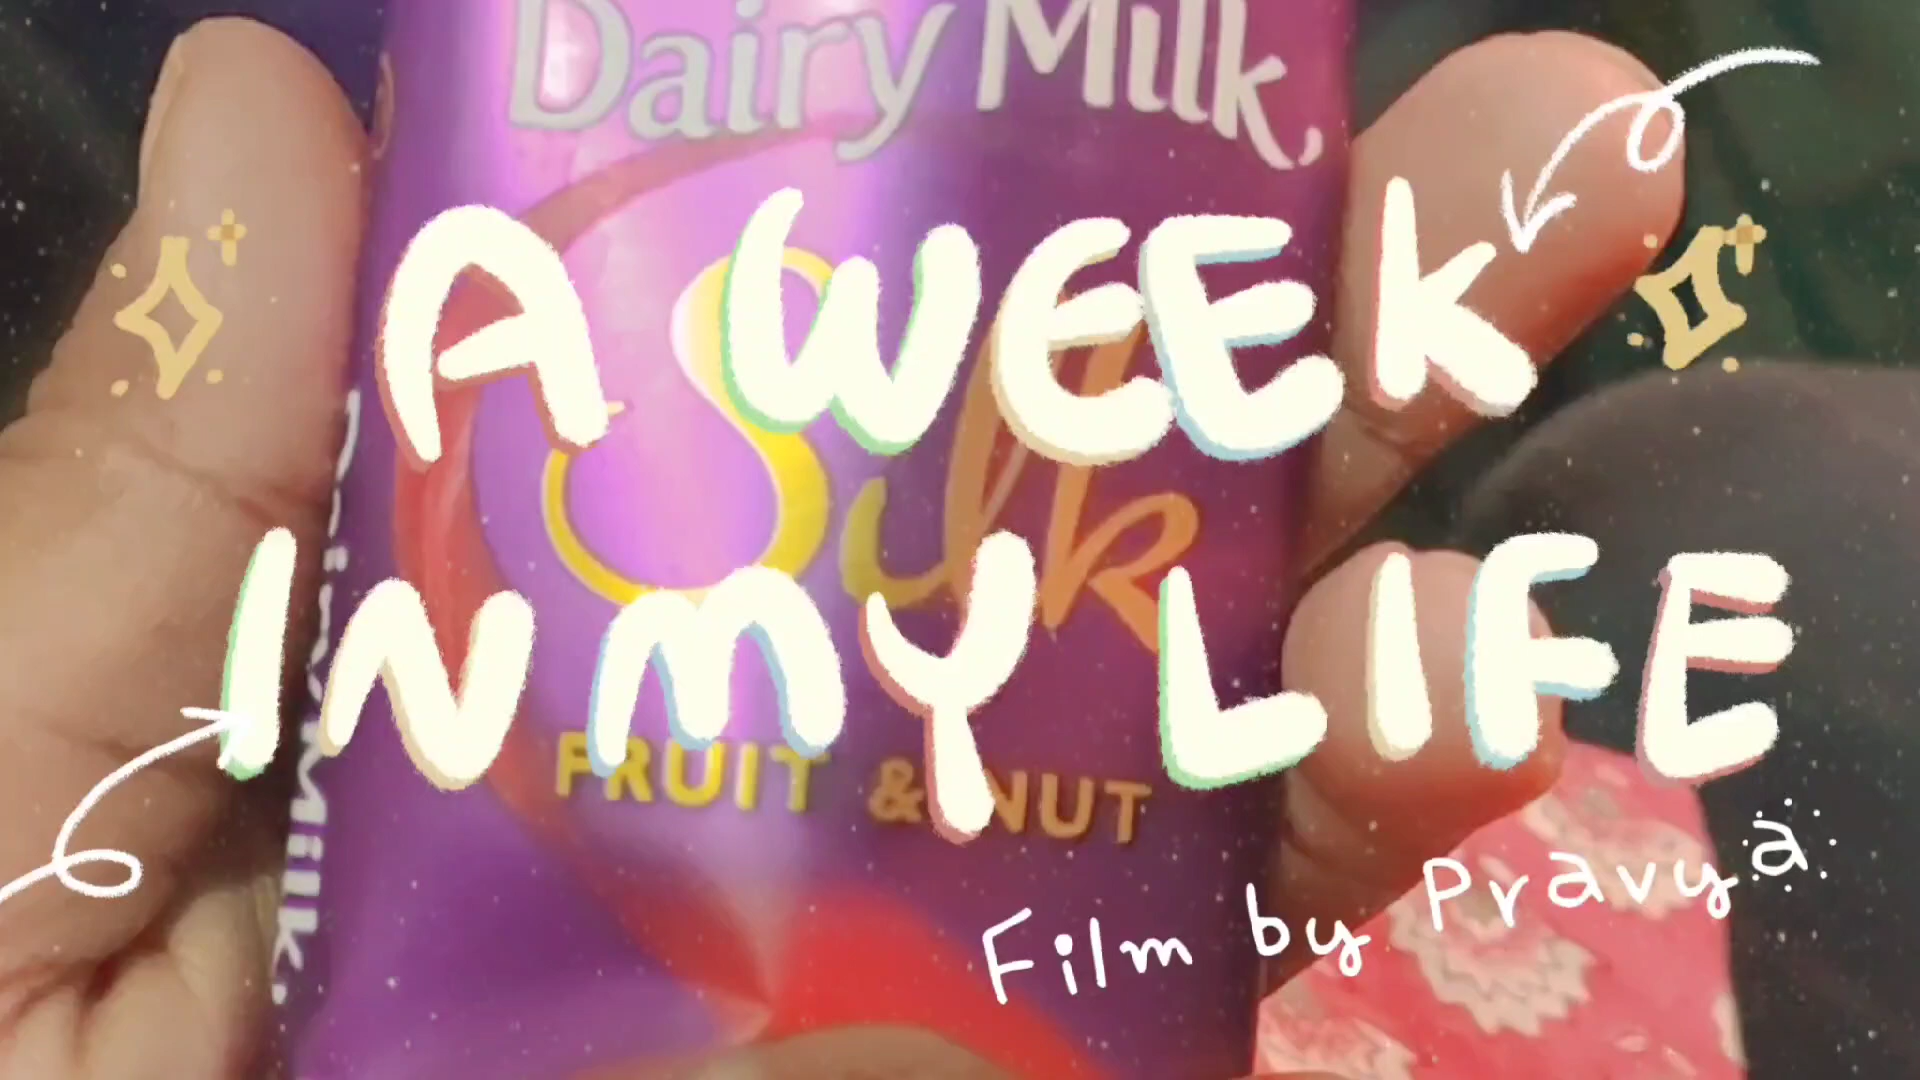 Dairy Milk
A WEEK
Silk
IN MY LIFE
FRUIT & NUT
Dairy Milk
Film by Pravya